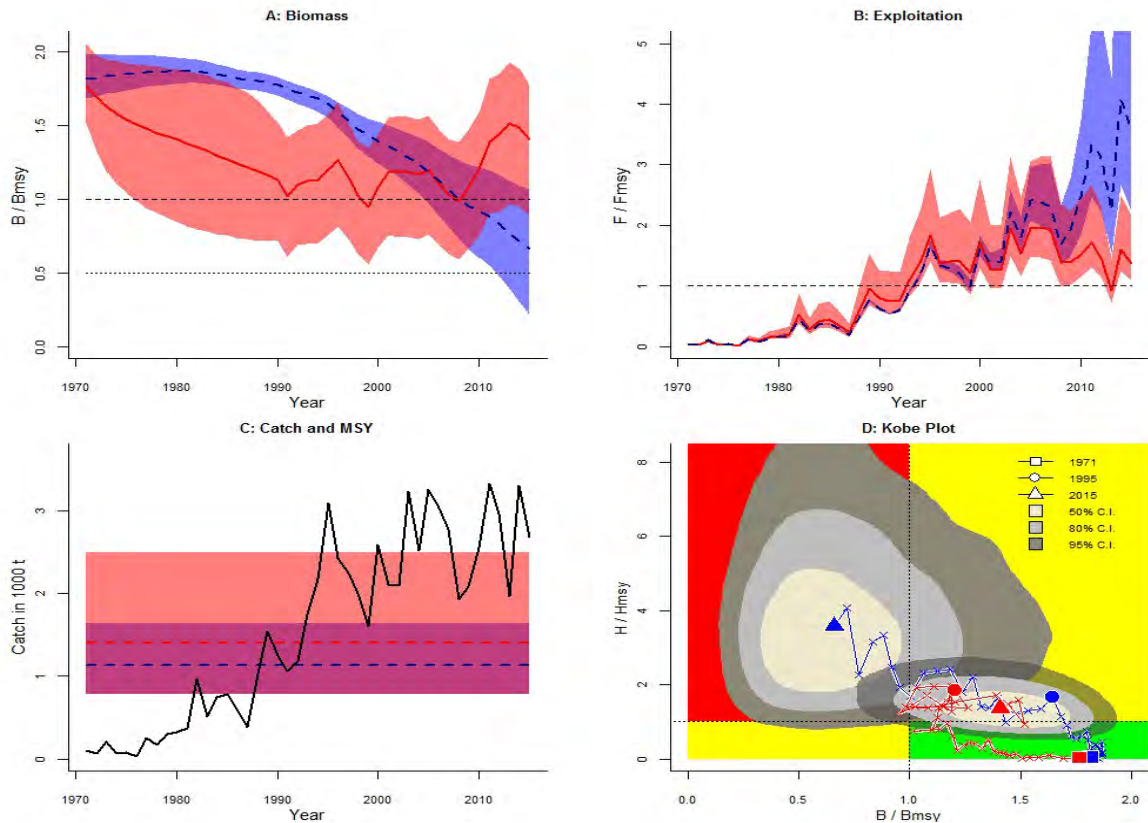 A: Biomass
B / Bmsy
2.0
1.5
1.0
0.5
0.0
1970 1980 1990 2000 2010
Year
B: Exploitation
F / Fmsy
5
4
3
2
1
0
1970 1980 1990 2000 2010
Year
C: Catch and MSY
Catch in 1000 t
3
2
1
0
1970 1980 1990 2000 2010
Year
D: Kobe Plot
H / Hmsy
8
6
4
2
0
1971
1995
2015
50% C.I.
80% C.I.
95% C.I.
0.0 0.5 1.0 1.5 2.0
B / Bmsy